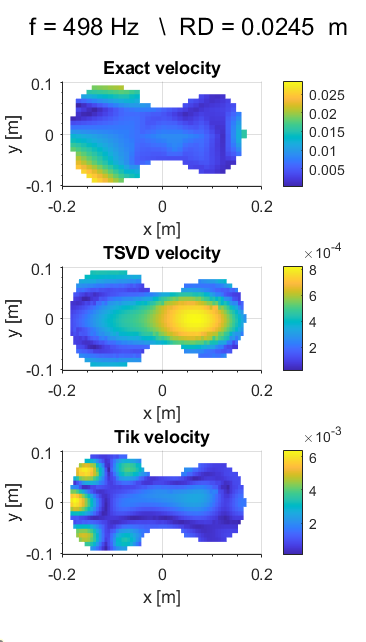 f = 498 Hz \ RD = 0.0245 m
Exact velocity
0.1
0
-0.1
y [m]
-0.2 0 0.2
x [m]
0.025
0.02
0.015
0.01
0.005
TSVD velocity
×10⁻⁴
0.1
0
-0.1
y [m]
-0.2 0 0.2
x [m]
8
6
4
2
Tik velocity
×10⁻³
0.1
0
-0.1
y [m]
-0.2 0 0.2
x [m]
6
4
2